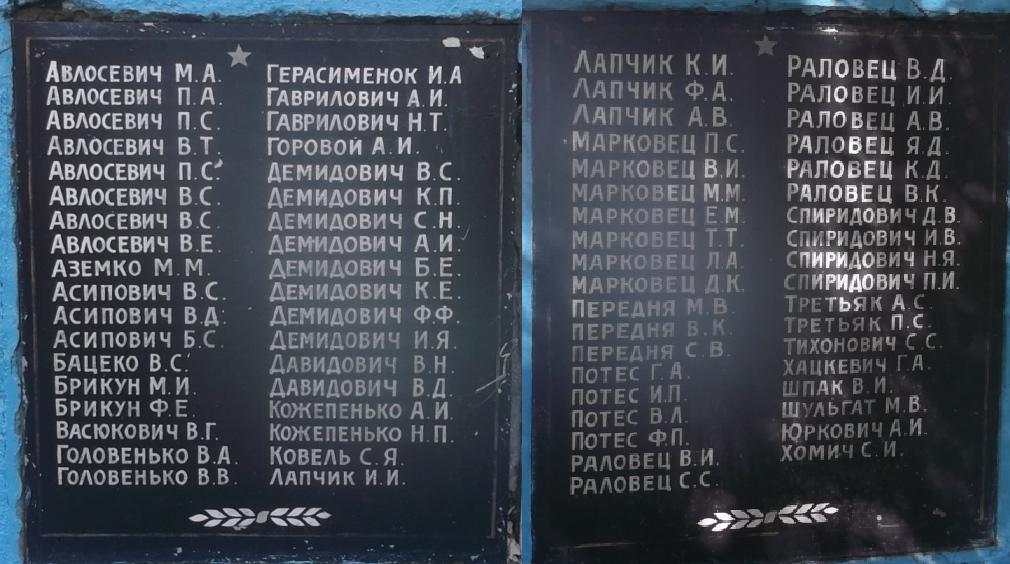 АВЛОСЕВИЧ М.А.
АВЛОСЕВИЧ П.А.
АВЛОСЕВИЧ П.С.
АВЛОСЕВИЧ В.Т.
АВЛОСЕВИЧ П.С.
АВЛОСЕВИЧ В.С.
АВЛОСЕВИЧ В.С.
АВЛОСЕВИЧ В.Е.
АЗЕМКО М.М.
АСИПОВИЧ В.С.
АСИПОВИЧ В.Д.
АСИПОВИЧ Б.С.
БАЦЕКО В.С.
БРИКУН М.И.
БРИКУН Ф.Е.
ВАСЮКОВИЧ В.Г.
ГОЛОВЕНЬКО В.А.
ГОЛОВЕНЬКО В.В.
ГЕРАСИМЕНОК И.А
ГАВРИЛОВИЧ А.И.
ГАВРИЛОВИЧ Н.Т.
ГОРОВОЙ А.И.
ДЕМИДОВИЧ В.С.
ДЕМИДОВИЧ К.П.
ДЕМИДОВИЧ С.Н.
ДЕМИДОВИЧ А.И.
ДЕМИДОВИЧ Б.Е.
ДЕМИДОВИЧ К.Е.
ДЕМИДОВИЧ Ф.Ф.
ДЕМИДОВИЧ И.Я.
ДАВИДОВИЧ В.Н.
ДАВИДОВИЧ В.Д.
КОЖЕПЕНЬКО А.И.
КОЖЕПЕНЬКО Н.П.
КОВЕЛЬ С.Я.
ЛАПЧИК И.И.
ЛАПЧИК К.И.
ЛАПЧИК Ф.Д.
ЛАПЧИК А.В.
МАРКОВЕЦ П.С.
МАРКОВЕЦ В.И.
МАРКОВЕЦ М.М.
МАРКОВЕЦ Е.М.
МАРКОВЕЦ Т.Т.
МАРКОВЕЦ Л.А.
МАРКОВЕЦ Д.К.
ПЕРЕДНЯ М.В.
ПЕРЕДНЯ В.К.
ПЕРЕДНЯ С.В.
ПОТЕС Г.А.
ПОТЕС И.П.
ПОТЕС В.Л.
ПОТЕС Ф.П.
РАЛОВЕЦ В.И.
РАЛОВЕЦ С.С.
РАЛОВЕЦ В.Д.
РАЛОВЕЦ И.И.
РАЛОВЕЦ А.В.
РАЛОВЕЦ Я.Д.
РАЛОВЕЦ К.Д.
РАЛОВЕЦ В.К.
СПИРИДОВИЧ Д.В.
СПИРИДОВИЧ И.В.
СПИРИДОВИЧ Н.Я.
СПИРИДОВИЧ П.И.
ТРЕТЬЯК А.С.
ТРЕТЬЯК П.С.
ТИХОНОВИЧ С.С.
ХАЦКЕВИЧ Г.А.
ШПАК В.И.
ШУЛЬГАТ М.В.
ЮРКОВИЧ А.И.
ХОМИЧ С.И.